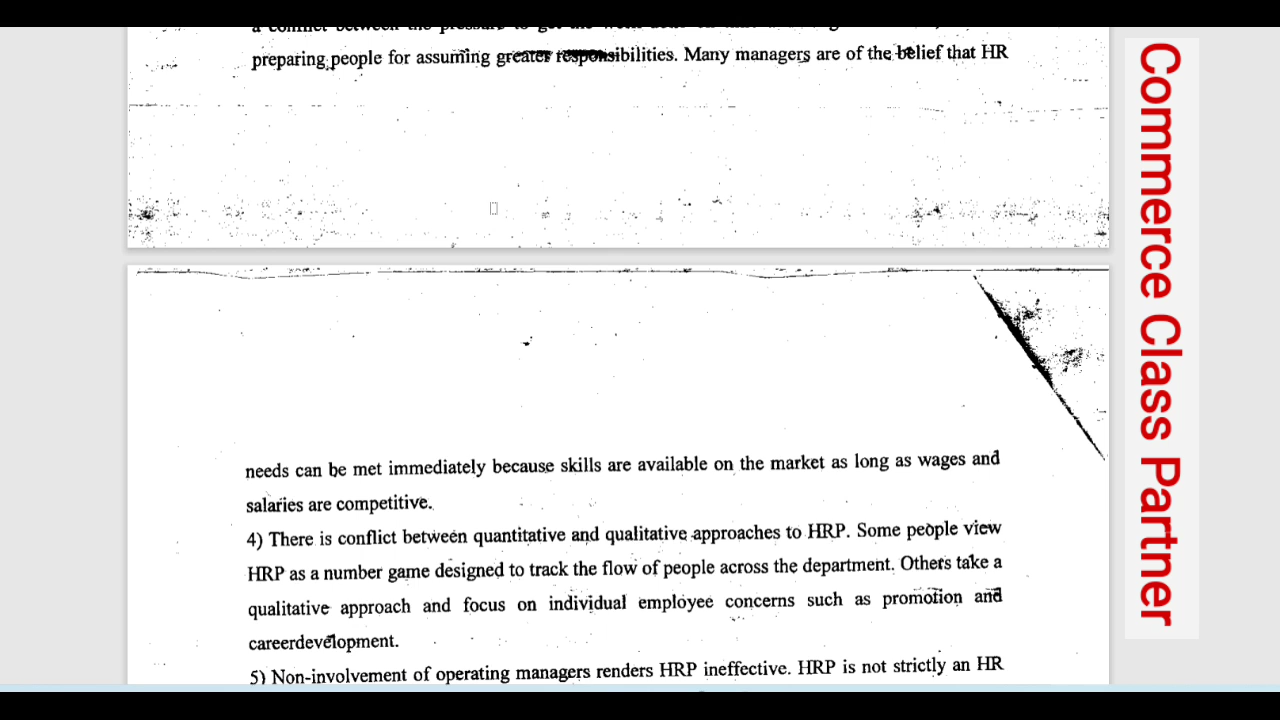 preparing people for assuming greater responsibilities. Many managers are of the belief that HR
needs can be met immediately because skills are available on the market as long as wages and
salaries are competitive.
4) There is conflict between quantitative and qualitative approaches to HRP. Some people view
HRP as a number game designed to track the flow of people across the department. Others take a
qualitative approach and focus on individual employee concerns such as promotion and
careerdevelopment.
5) Non-involvement of operating managers renders HRP ineffective. HRP is not strictly an HR
Commerce Class Partner